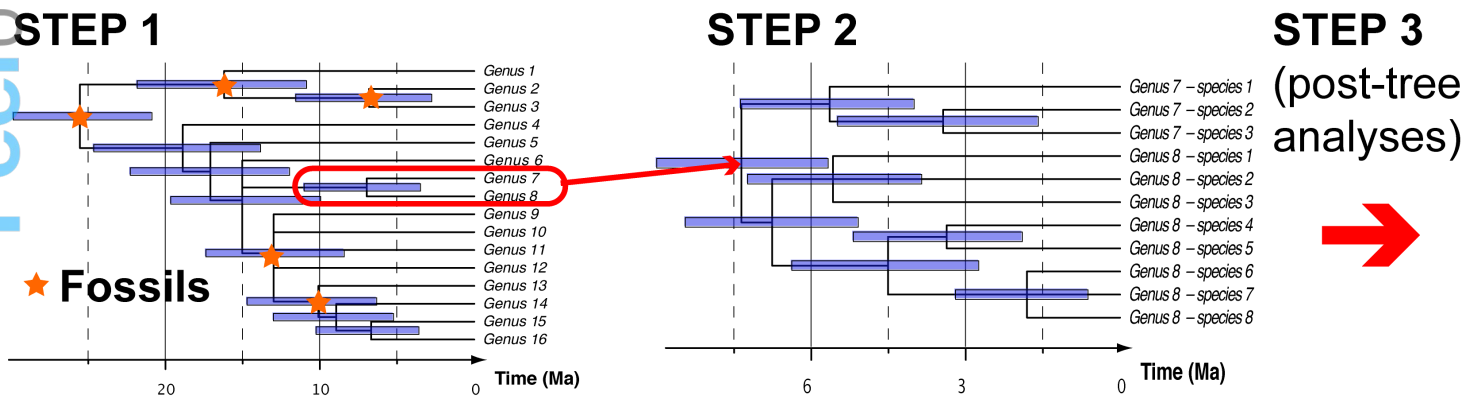 STEP 1
Genus 1
Genus 2
Genus 3
Genus 4
Genus 5
Genus 6
Genus 7
Genus 8
Genus 9
Genus 10
Genus 11
Genus 12
Genus 13
Genus 14
Genus 15
Genus 16
Fossils
20
10
0
Time (Ma)
STEP 2
Genus 7 – species 1
Genus 7 – species 2
Genus 7 – species 3
Genus 8 – species 1
Genus 8 – species 2
Genus 8 – species 3
Genus 8 – species 4
Genus 8 – species 5
Genus 8 – species 6
Genus 8 – species 7
Genus 8 – species 8
6
3
0
Time (Ma)
STEP 3
(post-tree
analyses)